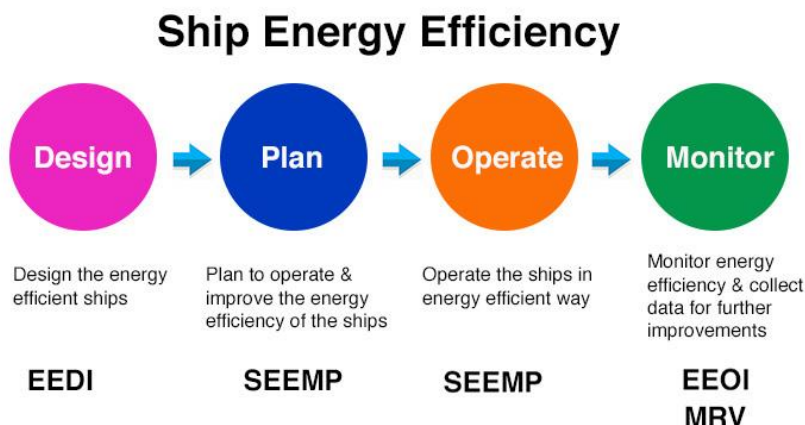 Ship Energy Efficiency
Design
Plan
Operate
Monitor
Design the energy
efficient ships
Plan to operate &
improve the energy
efficiency of the ships
Operate the ships in
energy efficient way
Monitor energy
efficiency & collect
data for further
improvements
EEDI
SEEMP
SEEMP
EEOI
MRV